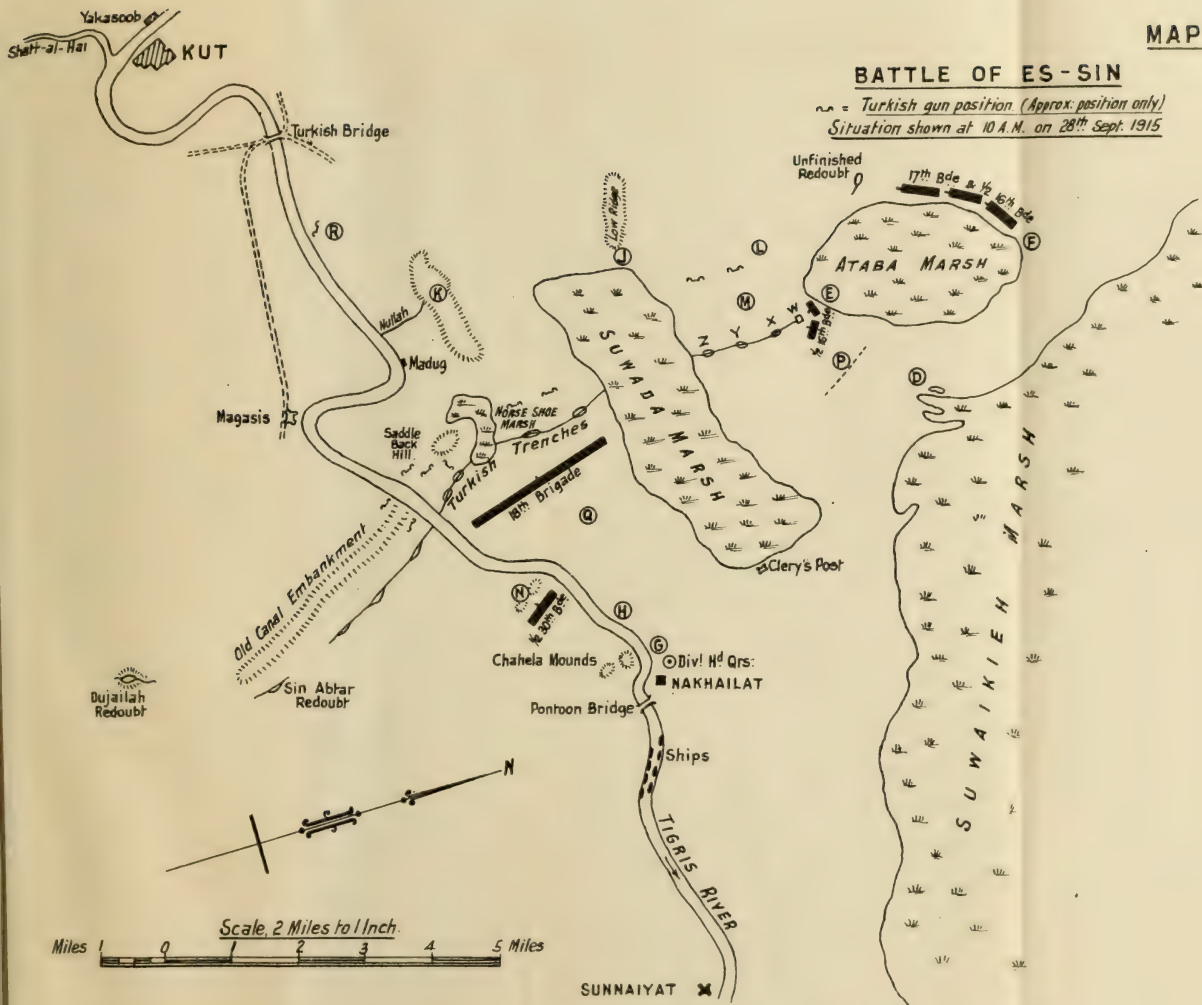 MAP
BATTLE OF ES-SIN
= Turkish gun position (Approx: position only)
Situation shown at 10 A.M. on 28th Sept. 1915
Yakasoob
Shatt-al-Hai
KUT
Turkish Bridge
Unfinished
Redoubt
17th Bde & ½ 16th Bde
Low Ridge
R
J
L
F
ATABA MARSH
K
M
E
Nullah
Z Y X W
½ 16th Bde
P
D
Madug
SUWADA MARSH
Magasis
HORSE SHOE
MARSH
Saddle
Back
Hill
Turkish Trenches
18th Brigade
Q
SUWAIKIEH MARSH
Clery's Post
Old Canal Embankment
N
½ 30th Bde
H
G
Chahela Mounds
Div! Hd Qrs:
NAKHAILAT
Dujailah
Redoubt
Sin Abtar
Redoubt
Pontoon Bridge
Ships
N
TIGRIS RIVER
Scale, 2 Miles to 1 Inch.
Miles 1 0 1 2 3 4 5 Miles
SUNNAIYAT